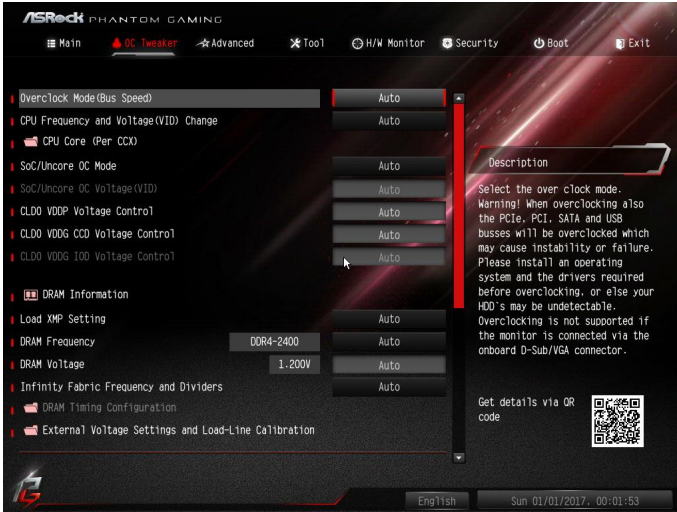 ASRock PHANTOM GAMING
Main OC Tweaker Advanced Tool H/W Monitor Security Boot Exit
Overclock Mode(Bus Speed) Auto
CPU Frequency and Voltage(VID) Change Auto
CPU Core (Per CCX)
SoC/Uncore OC Mode Auto
SoC/Uncore OC Voltage(VID) Auto
CLDO VDDP Voltage Control Auto
CLDO VDDG CCD Voltage Control Auto
CLDO VDDG IOD Voltage Control Auto
DRAM Information
Load XMP Setting Auto
DRAM Frequency DDR4-2400 Auto
DRAM Voltage 1.200V Auto
Infinity Fabric Frequency and Dividers Auto
DRAM Timing Configuration
External Voltage Settings and Load-Line Calibration
Description
Select the over clock mode.
Warning! When overclocking also
the PCIe, PCI, SATA and USB
busses will be overclocked which
may cause instability or failure.
Please install an operating
system and the drivers required
before overclocking, or else your
HDD`s may be undetectable.
Overclocking is not supported if
the monitor is connected via the
onboard D-Sub/VGA connector.
Get details via QR
code
English Sun 01/01/2017, 00:01:53